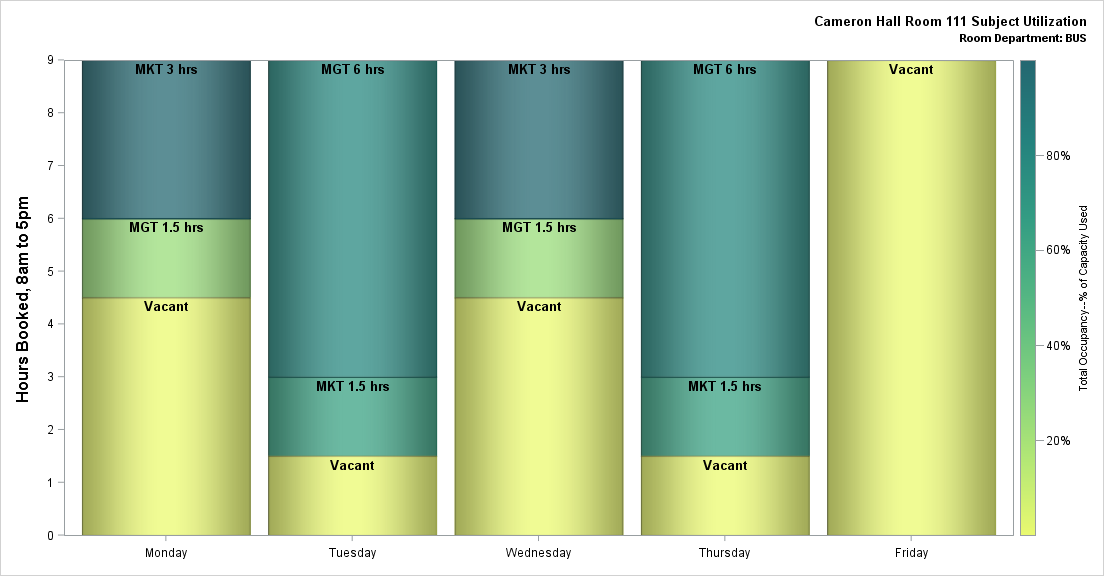 Cameron Hall Room 111 Subject Utilization
Room Department: BUS
Hours Booked, 8am to 5pm
9
8
7
6
5
4
3
2
1
0
MKT 3 hrs
MGT 1.5 hrs
Vacant
MGT 6 hrs
MKT 1.5 hrs
Vacant
MKT 3 hrs
MGT 1.5 hrs
Vacant
MGT 6 hrs
MKT 1.5 hrs
Vacant
Vacant
Monday
Tuesday
Wednesday
Thursday
Friday
80%
60%
40%
20%
Total Occupancy--% of Capacity Used